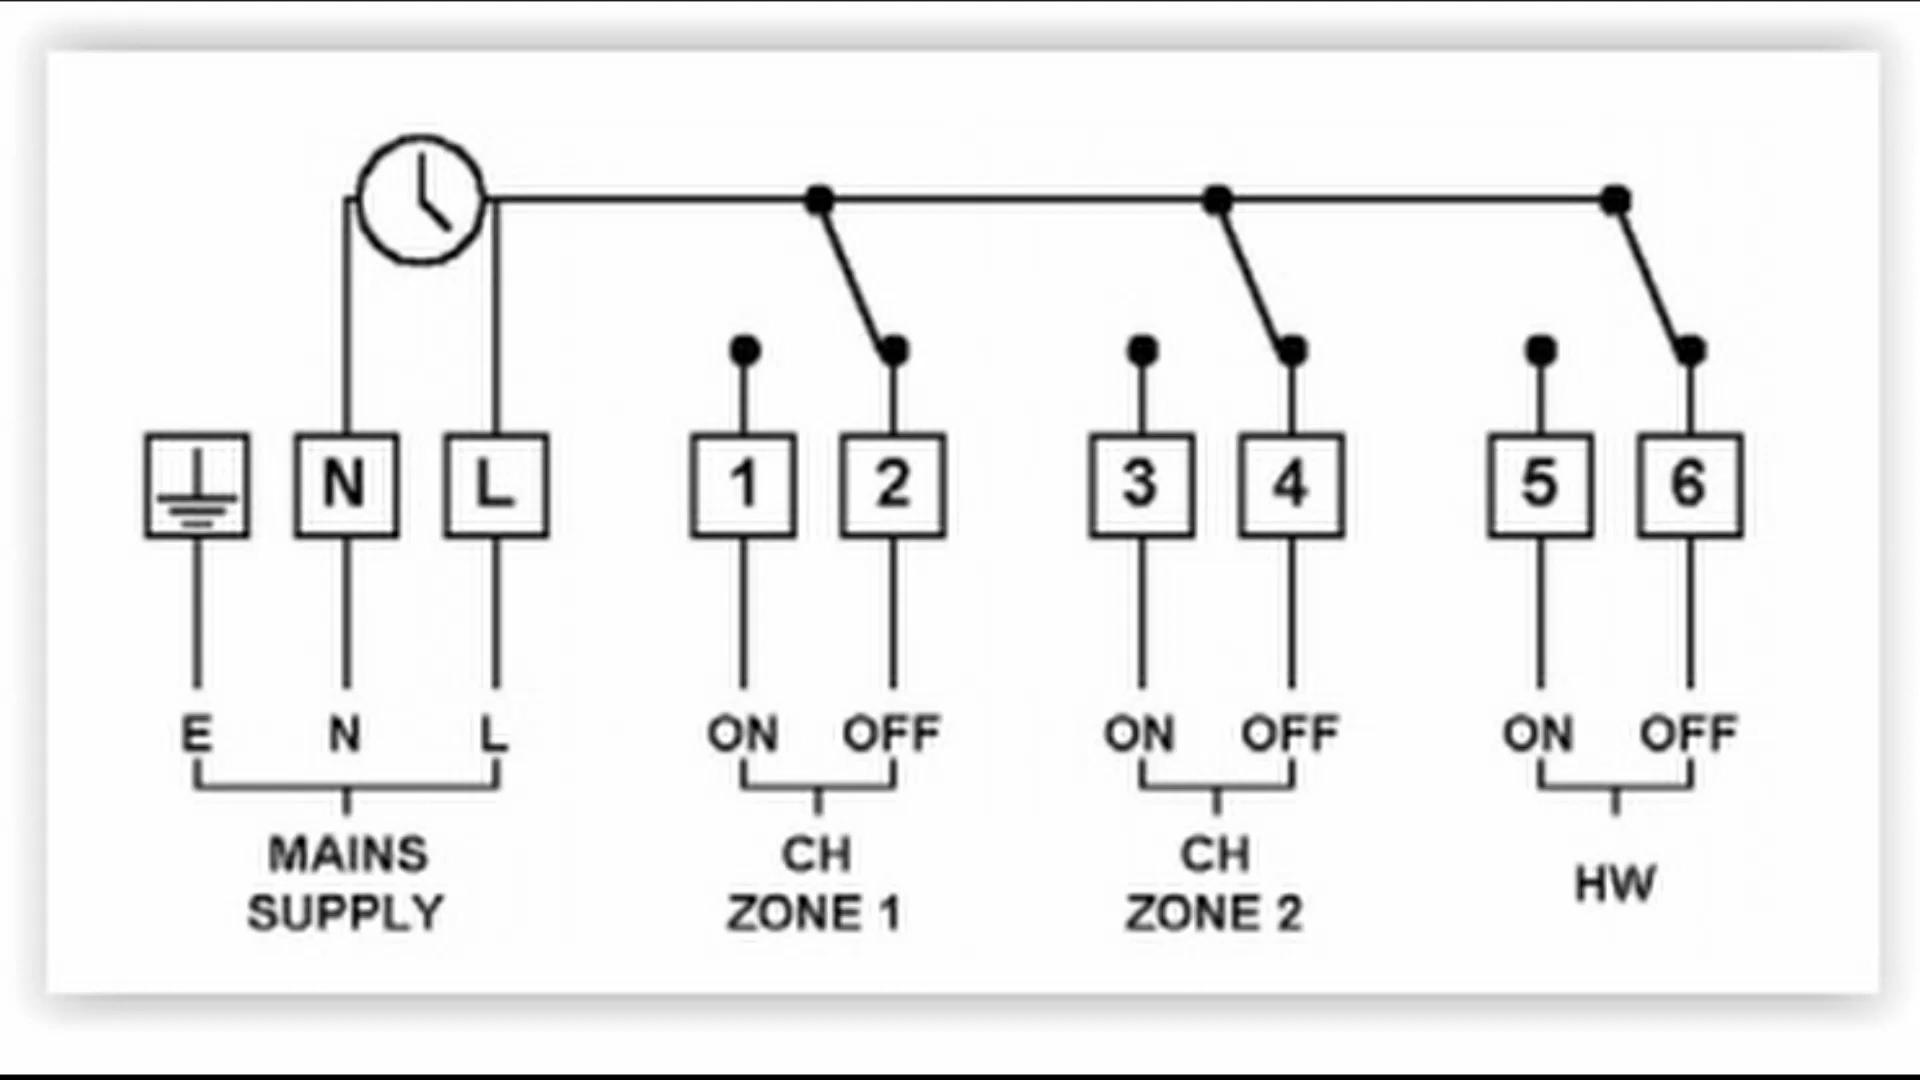 N L 1 2 3 4 5 6
E N L ON OFF ON OFF ON OFF
MAINS SUPPLY
CH ZONE 1
CH ZONE 2
HW